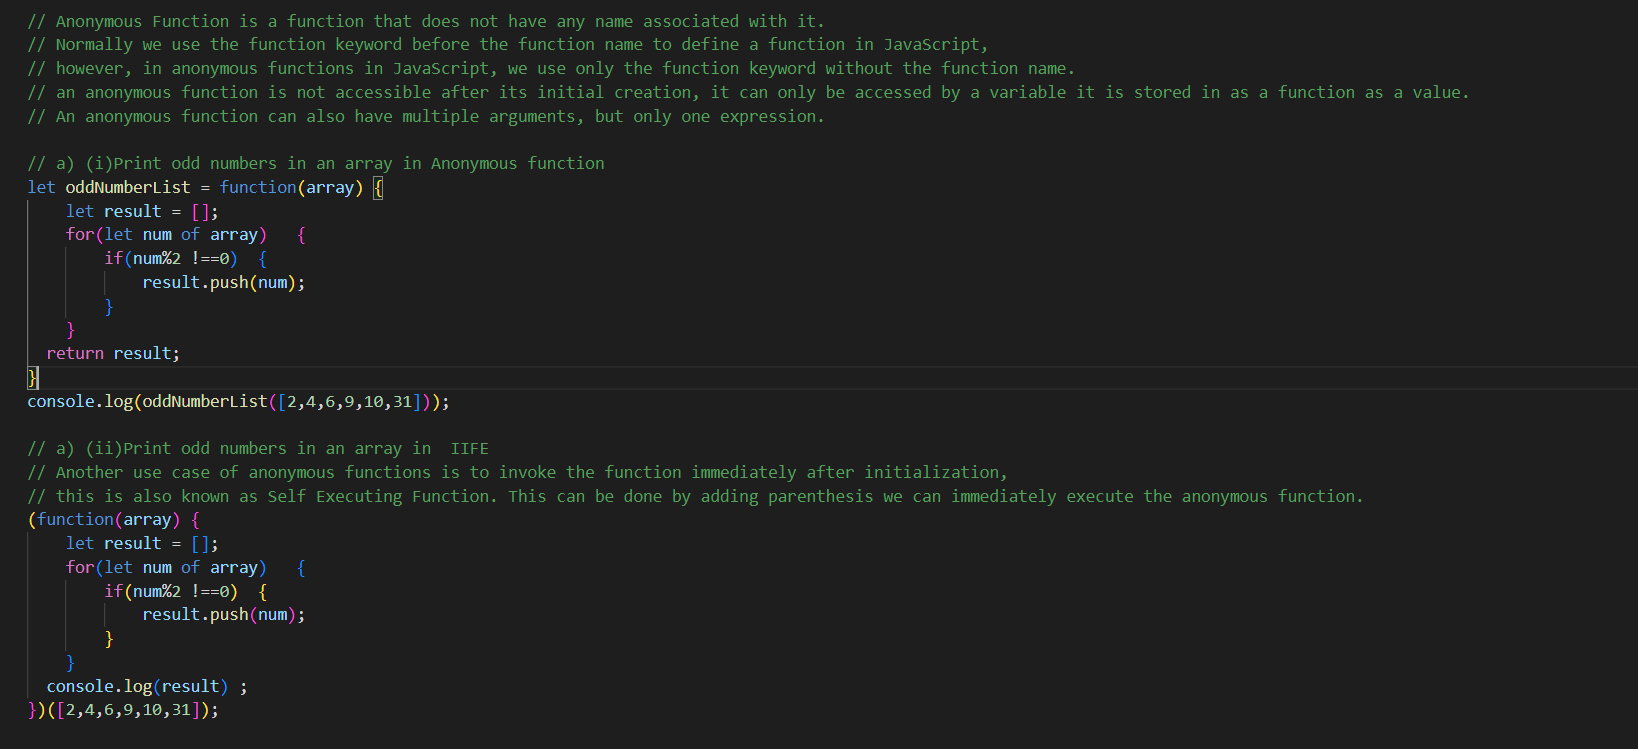 // Anonymous Function is a function that does not have any name associated with it.
// Normally we use the function keyword before the function name to define a function in JavaScript,
// however, in anonymous functions in JavaScript, we use only the function keyword without the function name.
// an anonymous function is not accessible after its initial creation, it can only be accessed by a variable it is stored in as a function as a value.
// An anonymous function can also have multiple arguments, but only one expression.

// a) (i)Print odd numbers in an array in Anonymous function
let oddNumberList = function(array) {
    let result = [];
    for(let num of array)   {
        if(num%2 !==0)  {
            result.push(num);
        }
    }
  return result;
}
console.log(oddNumberList([2,4,6,9,10,31]));

// a) (ii)Print odd numbers in an array in  IIFE
// Another use case of anonymous functions is to invoke the function immediately after initialization,
// this is also known as Self Executing Function. This can be done by adding parenthesis we can immediately execute the anonymous function.
(function(array) {
    let result = [];
    for(let num of array)   {
        if(num%2 !==0)  {
            result.push(num);
        }
    }
  console.log(result) ;
})([2,4,6,9,10,31]);